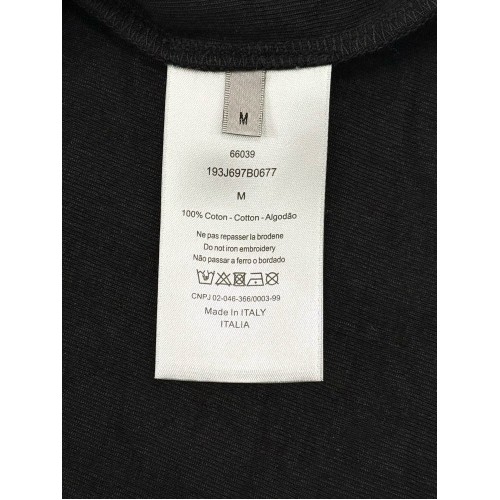 M
66039
193J697B0677
M
100% Coton - Cotton - Algodão
Ne pas repasser la brodene
Do not iron embroidery
Não passar a ferro o bordado
CNPJ 02-046-366/0003-99
Made In ITALY
ITALIA